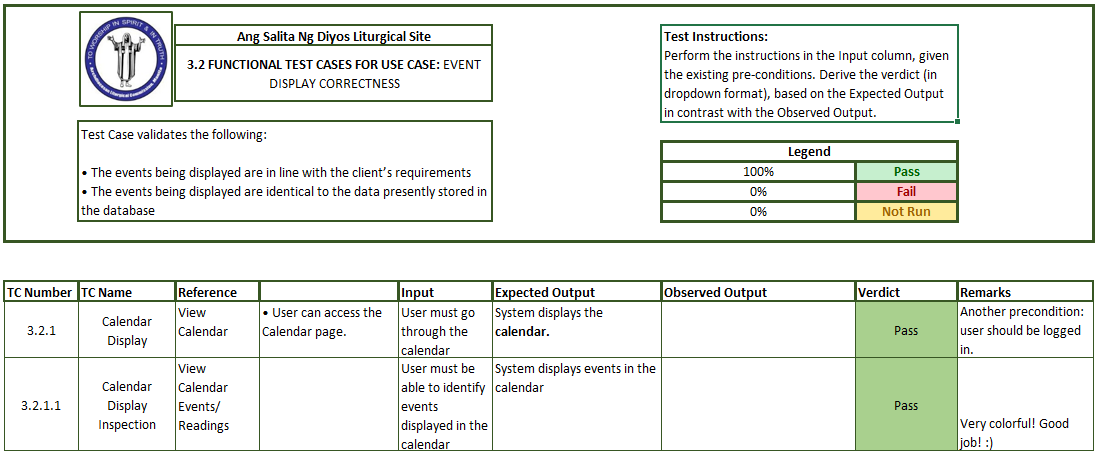 TO WORSHIP IN SPIRIT & IN TRUTH
Ang Salita Ng Diyos Liturgical Site
3.2 FUNCTIONAL TEST CASES FOR USE CASE: EVENT
DISPLAY CORRECTNESS
Test Case validates the following:
• The events being displayed are in line with the client’s requirements
• The events being displayed are identical to the data presently stored in
the database
Test Instructions:
Perform the instructions in the Input column, given
the existing pre-conditions. Derive the verdict (in
dropdown format), based on the Expected Output
in contrast with the Observed Output.
Legend
100% Pass
0% Fail
0% Not Run
TC Number TC Name Reference Input Expected Output Observed Output Verdict Remarks
3.2.1
Calendar
Display
View
Calendar
• User can access the
Calendar page.
User must go
through the
calendar
System displays the
calendar.
Pass
Another precondition:
user should be logged
in.
3.2.1.1
Calendar
Display
Inspection
View
Calendar
Events/
Readings
User must be
able to identify
events
displayed in the
calendar
System displays events in the
calendar
Pass
Very colorful! Good
job! :)